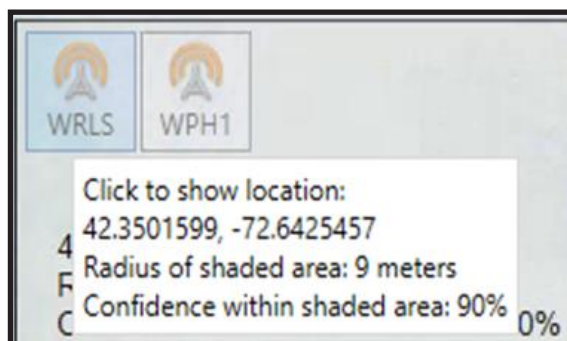 WRLS
WPH1
Click to show location:
42.3501599, -72.6425457
Radius of shaded area: 9 meters
Confidence within shaded area: 90%
4
R
C
0%